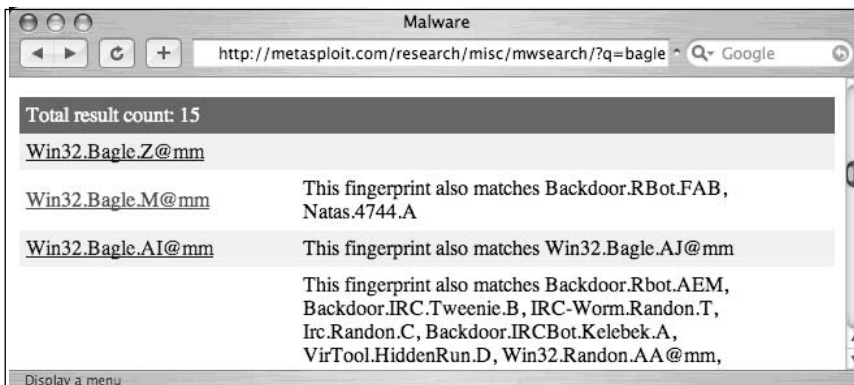 Malware
http://metasploit.com/research/misc/mwsearch/?q=bagle
Google
Total result count: 15
Win32.Bagle.Z@mm
Win32.Bagle.M@mm
This fingerprint also matches Backdoor.RBot.FAB,
Natas.4744.A
Win32.Bagle.AI@mm
This fingerprint also matches Win32.Bagle.AJ@mm
This fingerprint also matches Backdoor.Rbot.AEM,
Backdoor.IRC.Tweenie.B, IRC-Worm.Randon.T,
Irc.Randon.C, Backdoor.IRCBot.Kelebek.A,
VirTool.HiddenRun.D, Win32.Randon.AA@mm,
Display a menu